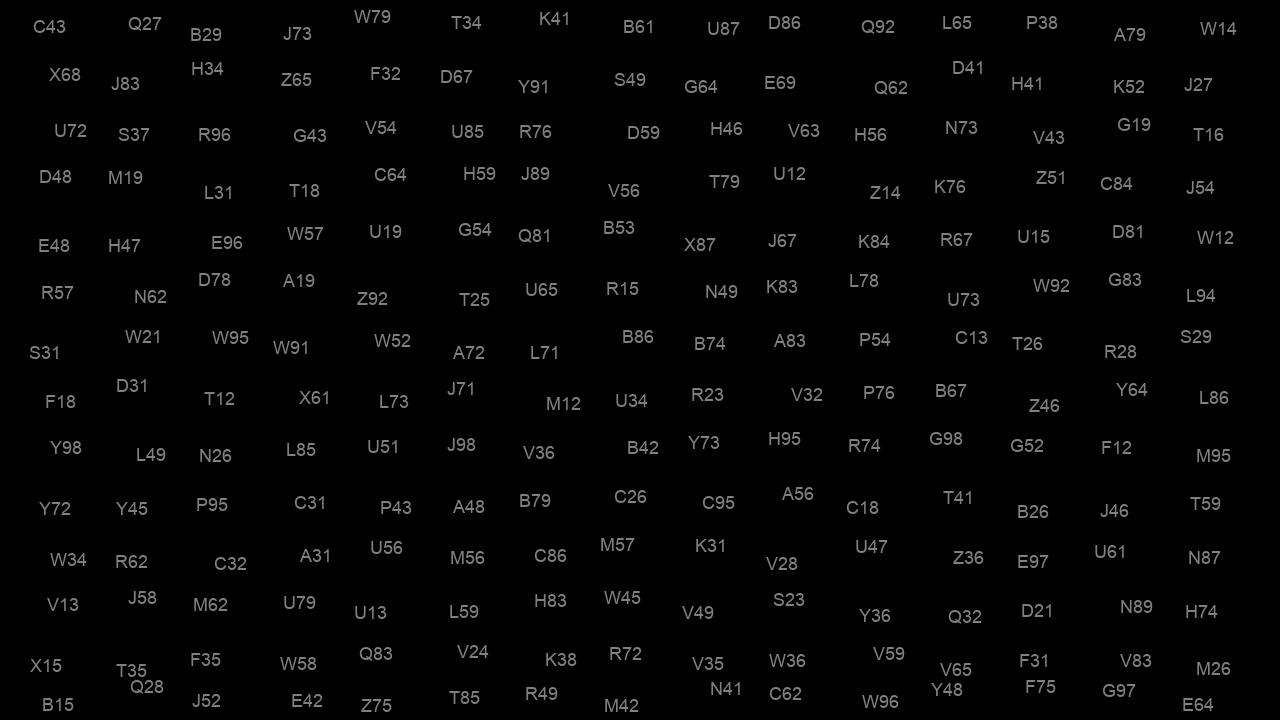 C43 Q27 B29 J73 W79 T34 K41 B61 U87 D86 Q92 L65 P38 A79 W14
X68 J83 H34 Z65 F32 D67 Y91 S49 G64 E69 Q62 D41 H41 K52 J27
U72 S37 R96 G43 V54 U85 R76 D59 H46 V63 H56 N73 V43 G19 T16
D48 M19 L31 T18 C64 H59 J89 V56 T79 U12 Z14 K76 Z51 C84 J54
E48 H47 E96 W57 U19 G54 Q81 B53 X87 J67 K84 R67 U15 D81 W12
R57 N62 D78 A19 Z92 T25 U65 R15 N49 K83 L78 U73 W92 G83 L94
S31 W21 W95 W91 W52 A72 L71 B86 B74 A83 P54 C13 T26 R28 S29
F18 D31 T12 X61 L73 J71 M12 U34 R23 V32 P76 B67 Z46 Y64 L86
Y98 L49 N26 L85 U51 J98 V36 B42 Y73 H95 R74 G98 G52 F12 M95
Y72 Y45 P95 C31 P43 A48 B79 C26 C95 A56 C18 T41 B26 J46 T59
W34 R62 C32 A31 U56 M56 C86 M57 K31 V28 U47 Z36 E97 U61 N87
V13 J58 M62 U79 U13 L59 H83 W45 V49 S23 Y36 Q32 D21 N89 H74
X15 T35 F35 W58 Q83 V24 K38 R72 V35 W36 V59 V65 F31 V83 M26
B15 Q28 J52 E42 Z75 T85 R49 M42 N41 C62 W96 Y48 F75 G97 E64